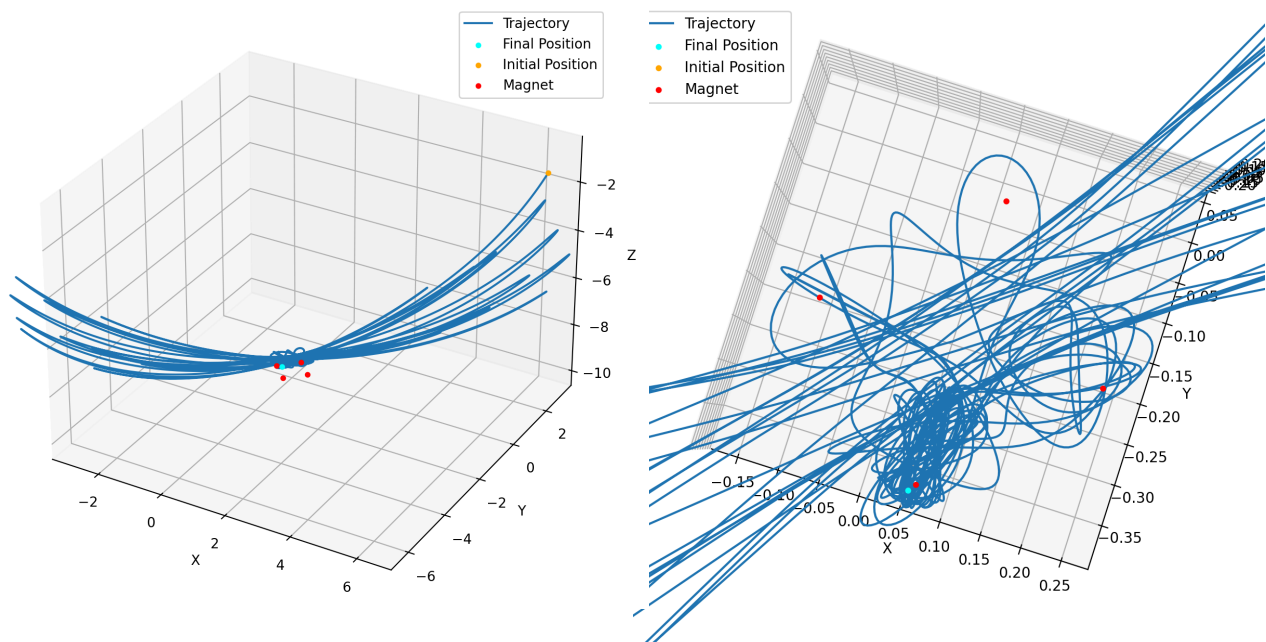 Trajectory
Final Position
Initial Position
Magnet
−2
−4
−6
−8
−10
Z
2
0
−2
−4
−6
Y
−2
0
2
4
6
X
Trajectory
Final Position
Initial Position
Magnet
0.05
0.00
−0.05
−0.10
−0.15
−0.20
−0.25
−0.30
−0.35
Y
−0.15
−0.10
−0.05
0.00
0.05
0.10
0.15
0.20
0.25
X